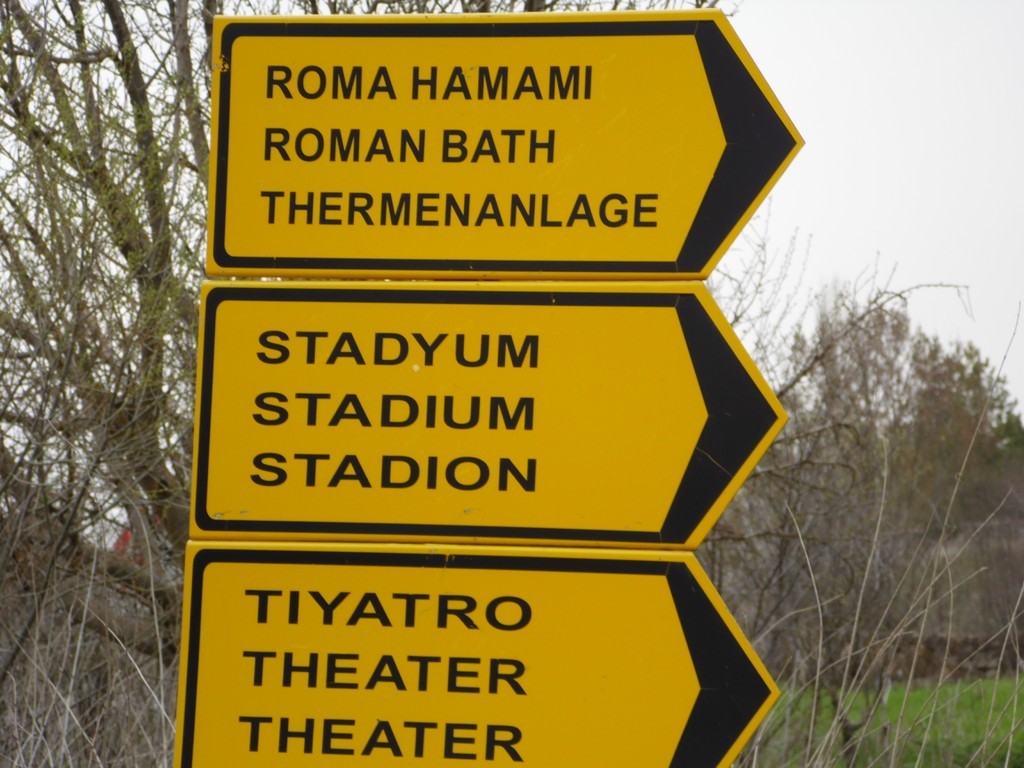 ROMA HAMAMI
ROMAN BATH
THERMENANLAGE
STADYUM
STADIUM
STADION
TIYATRO
THEATER
THEATER